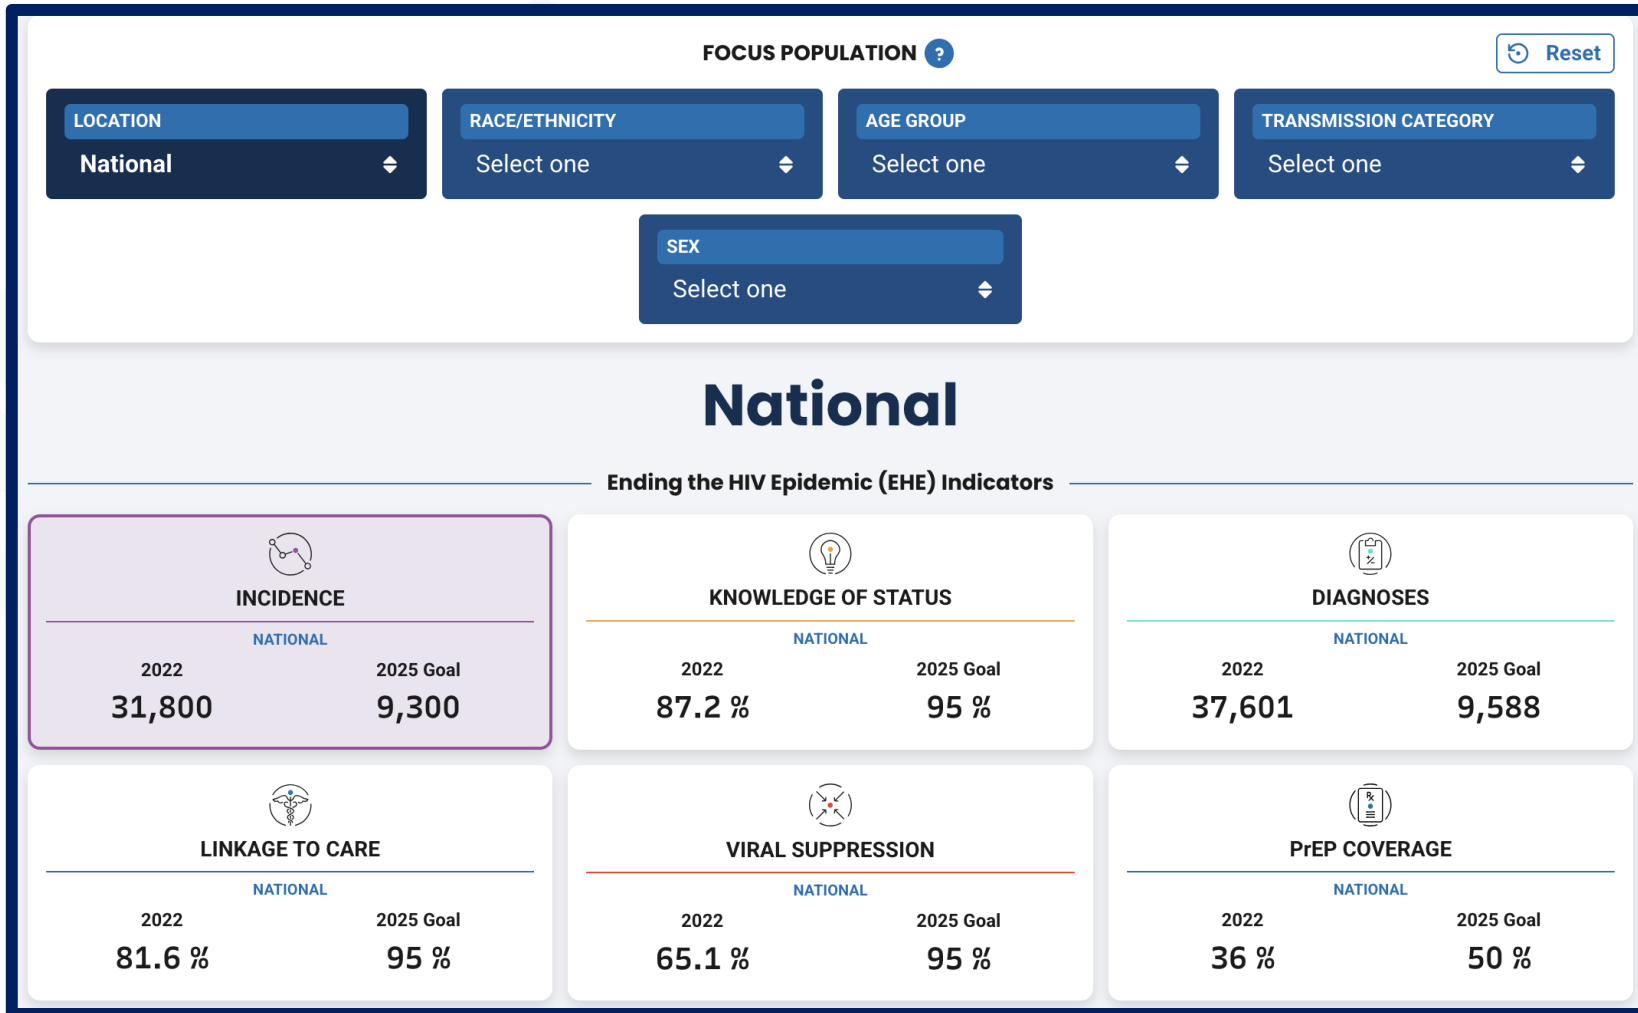 FOCUS POPULATION ?
Reset
LOCATION
National
RACE/ETHNICITY
Select one
AGE GROUP
Select one
TRANSMISSION CATEGORY
Select one
SEX
Select one
National
Ending the HIV Epidemic (EHE) Indicators
INCIDENCE
NATIONAL
2022 2025 Goal
31,800 9,300
KNOWLEDGE OF STATUS
NATIONAL
2022 2025 Goal
87.2 % 95 %
DIAGNOSES
NATIONAL
2022 2025 Goal
37,601 9,588
LINKAGE TO CARE
NATIONAL
2022 2025 Goal
81.6 % 95 %
VIRAL SUPPRESSION
NATIONAL
2022 2025 Goal
65.1 % 95 %
PrEP COVERAGE
NATIONAL
2022 2025 Goal
36 % 50 %